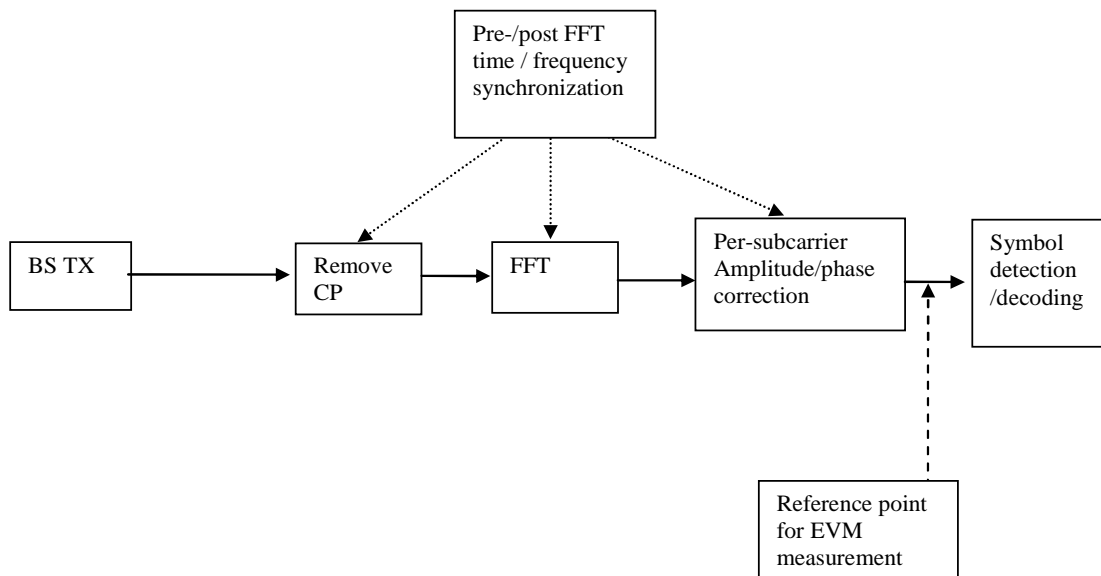 Pre-/post FFT
time / frequency
synchronization
BS TX
Remove
CP
FFT
Per-subcarrier
Amplitude/phase
correction
Symbol
detection
/decoding
Reference point
for EVM
measurement